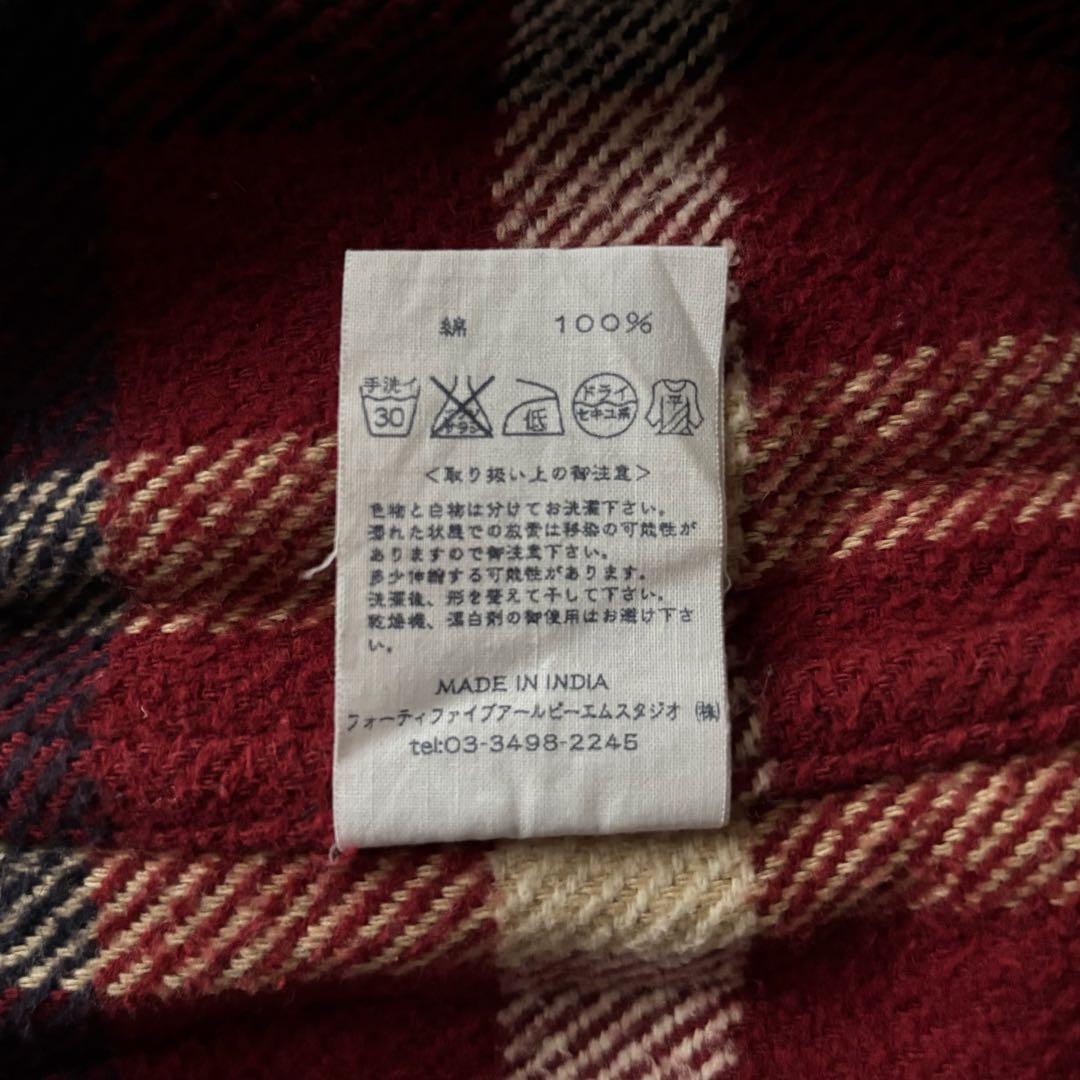 綿 100%
手洗イ 30 低 ドライ セキユ系 平
<取り扱い上の御注意>
色物と白物は分けてお洗濯下さい。
濡れた状態での放置は移染の可能性が
ありますので御注意下さい。
多少伸縮する可能性があります。
洗濯後、形を整えて干して下さい。
乾燥機、漂白剤の御使用はお避け下さ
い。
MADE IN INDIA
フォーティファイブアールピーエムスタジオ (株)
tel:03-3498-2245